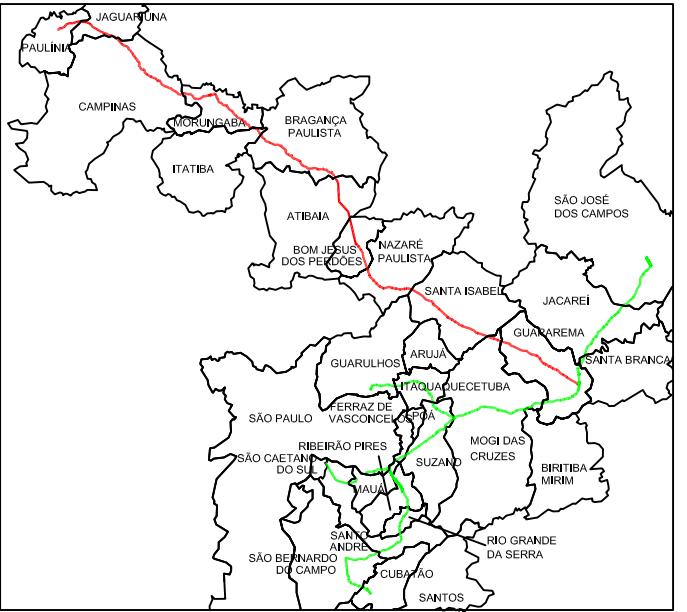 JAGUARIUNA
PAULÍNIA
CAMPINAS
MORUNGABA
BRAGANÇA
PAULISTA
ITATIBA
SÃO JOSÉ
DOS CAMPOS
ATIBAIA
BOM JESUS
DOS PERDÕES
NAZARÉ
PAULISTA
SANTA ISABEL
JACAREÍ
GUARAREMA
GUARULHOS
ARUJÁ
SANTA BRANCA
ITAQUAQUECETUBA
FERRAZ DE
VASCONCELOS
POÁ
SÃO PAULO
RIBEIRÃO PIRES
MOGI DAS
CRUZES
SÃO CAETANO
DO SUL
SUZANO
BIRITIBA
MIRIM
MAUÁ
SANTO
ANDRÉ
RIO GRANDE
DA SERRA
SÃO BERNARDO
DO CAMPO
CUBATÃO
SANTOS